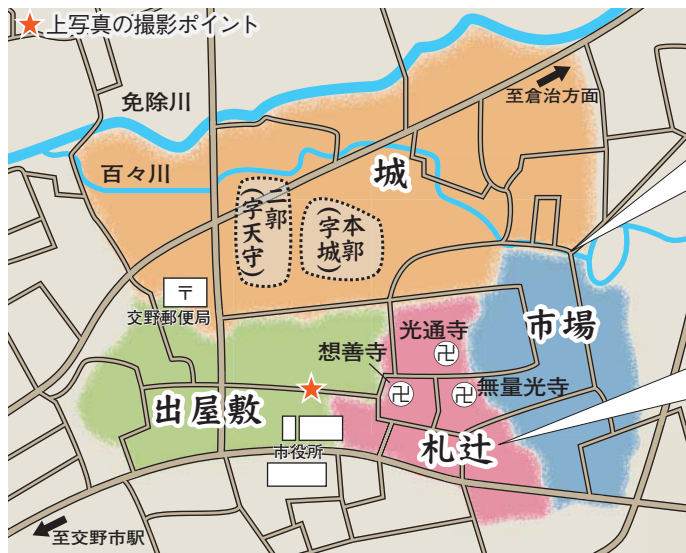 ★上写真の撮影ポイント
至倉治方面
免除川
百々川
城
二郭
(字天守)
本郭
(字城)
〒
交野郵便局
市場
光通寺
卍
想善寺
卍
卍
無量光寺
出屋敷
札辻
市役所
至交野市駅